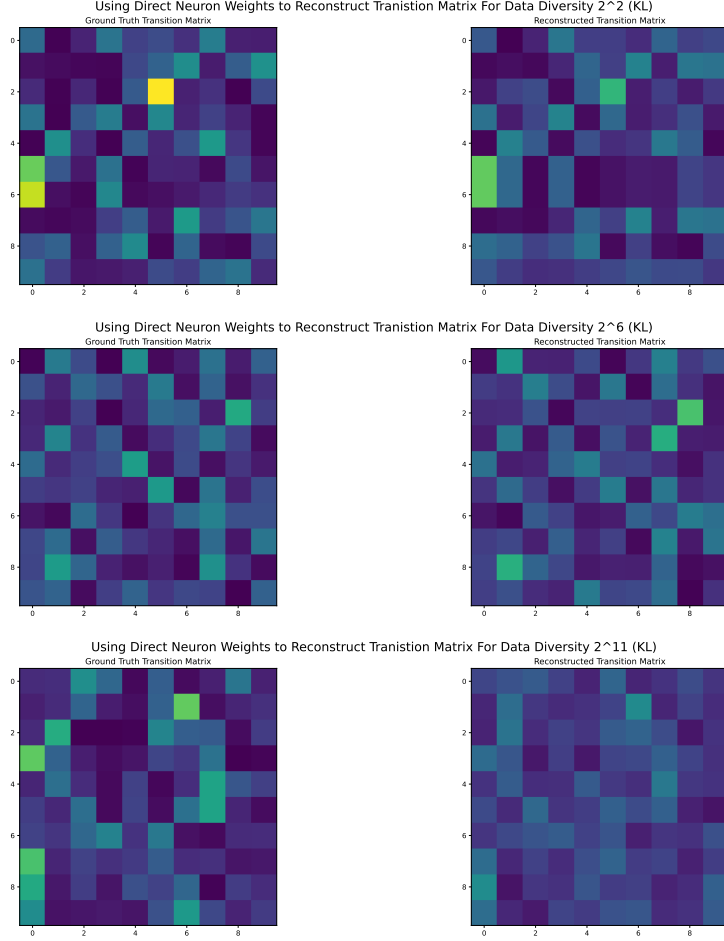 Using Direct Neuron Weights to Reconstruct Tranistion Matrix For Data Diversity 2^2 (KL)
Ground Truth Transition Matrix
Reconstructed Transition Matrix
0
2
4
6
8
0 2 4 6 8
0
2
4
6
8
0 2 4 6 8
Using Direct Neuron Weights to Reconstruct Tranistion Matrix For Data Diversity 2^6 (KL)
Ground Truth Transition Matrix
Reconstructed Transition Matrix
0
2
4
6
8
0 2 4 6 8
0
2
4
6
8
0 2 4 6 8
Using Direct Neuron Weights to Reconstruct Tranistion Matrix For Data Diversity 2^11 (KL)
Ground Truth Transition Matrix
Reconstructed Transition Matrix
0
2
4
6
8
0 2 4 6 8
0
2
4
6
8
0 2 4 6 8